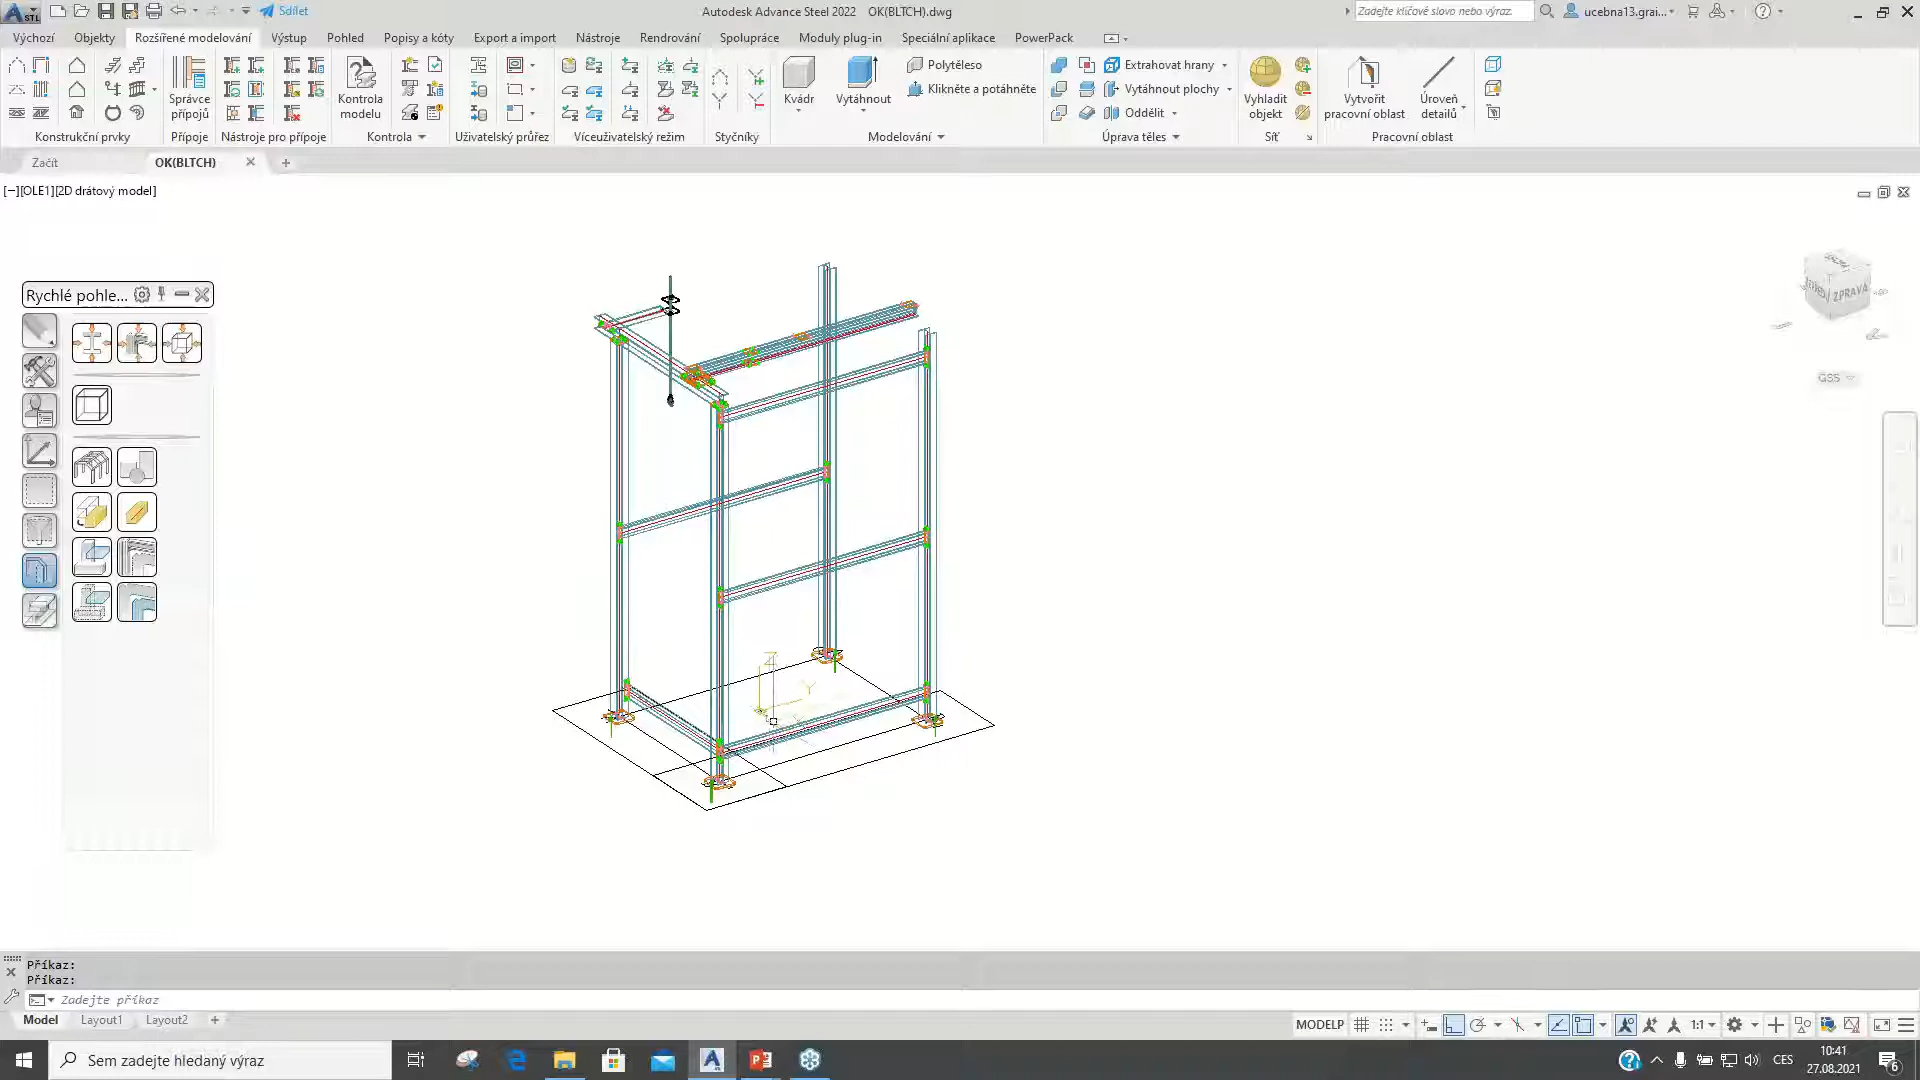 STL
Sdílet
Autodesk Advance Steel 2022 OK(BLTCH).dwg
Zadejte klíčové slovo nebo výraz.
ucebna13.grai...
Výchozí Objekty Rozšířené modelování Výstup Pohled Popisy a kóty Export a import Nástroje Rendrování Spolupráce Moduly plug-in Speciální aplikace PowerPack
Správce přípojů
Kontrola modelu
Kvádr
Vytáhnout
Polytěleso
Klikněte a potáhněte
Extrahovat hrany
Vytáhnout plochy
Oddělit
Vyhladit objekt
Vytvořit pracovní oblast
Úroveň detailů
Konstrukční prvky Přípoje Nástroje pro přípoje Kontrola Uživatelský průřez Víceuživatelský režim Styčníky Modelování Úprava těles Síť Pracovní oblast
Začít OK(BLTCH)
[−][OLE1][2D drátový model]
Rychlé pohle...
ZPRAVA
GSS
Z
Y
Příkaz:
Příkaz:
Zadejte příkaz
Model Layout1 Layout2
MODELP
1:1
Sem zadejte hledaný výraz
CES
10:41
27.08.2021
6